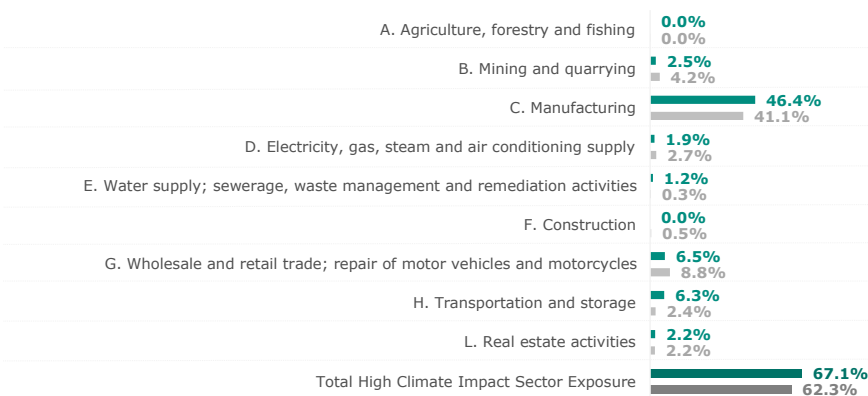 A. Agriculture, forestry and fishing 0.0%
0.0%
B. Mining and quarrying 2.5%
4.2%
C. Manufacturing 46.4%
41.1%
D. Electricity, gas, steam and air conditioning supply 1.9%
2.7%
E. Water supply; sewerage, waste management and remediation activities 1.2%
0.3%
F. Construction 0.0%
0.5%
G. Wholesale and retail trade; repair of motor vehicles and motorcycles 6.5%
8.8%
H. Transportation and storage 6.3%
2.4%
L. Real estate activities 2.2%
2.2%
Total High Climate Impact Sector Exposure 67.1%
62.3%